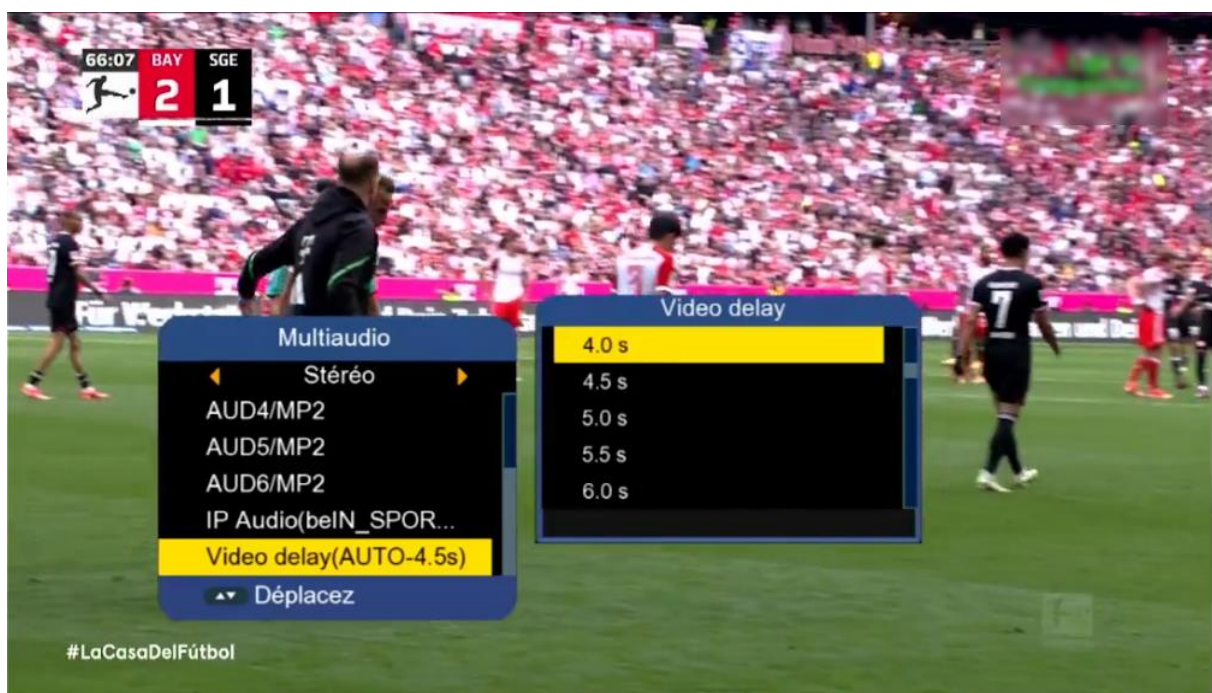 66:07 BAY SGE
2 1
Video delay
4.0 s
4.5 s
5.0 s
5.5 s
6.0 s
Multiaudio
Stéréo
AUD4/MP2
AUD5/MP2
AUD6/MP2
IP Audio(beIN_SPOR...
Video delay(AUTO-4.5s)
Déplacez
7
#LaCasaDelFútbol